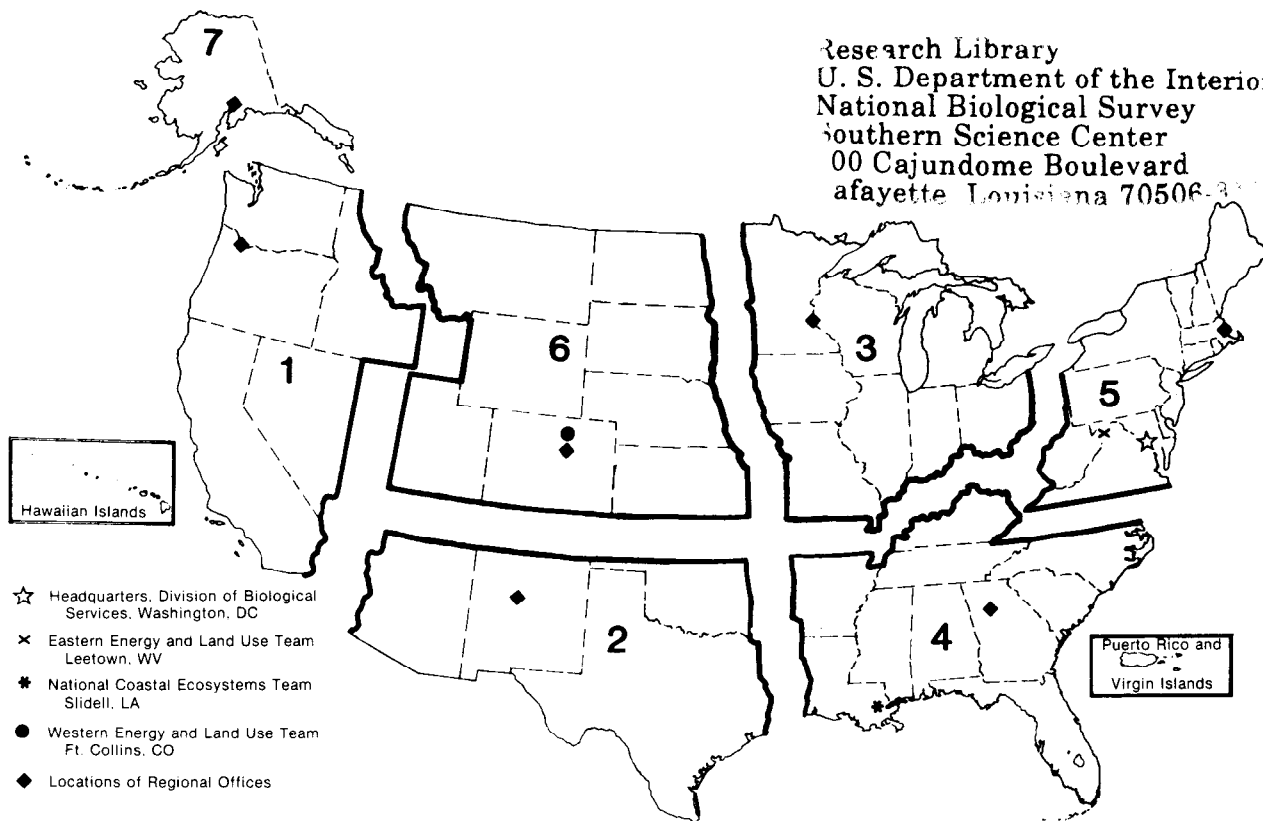 Research Library
U. S. Department of the Interior
National Biological Survey
Southern Science Center
00 Cajundome Boulevard
afayette Louisiana 70506-
7
1
6
3
5
2
4
Hawaiian Islands
Puerto Rico and
Virgin Islands
Headquarters, Division of Biological
Services, Washington, DC
Eastern Energy and Land Use Team
Leetown, WV
National Coastal Ecosystems Team
Slidell, LA
Western Energy and Land Use Team
Ft. Collins, CO
Locations of Regional Offices